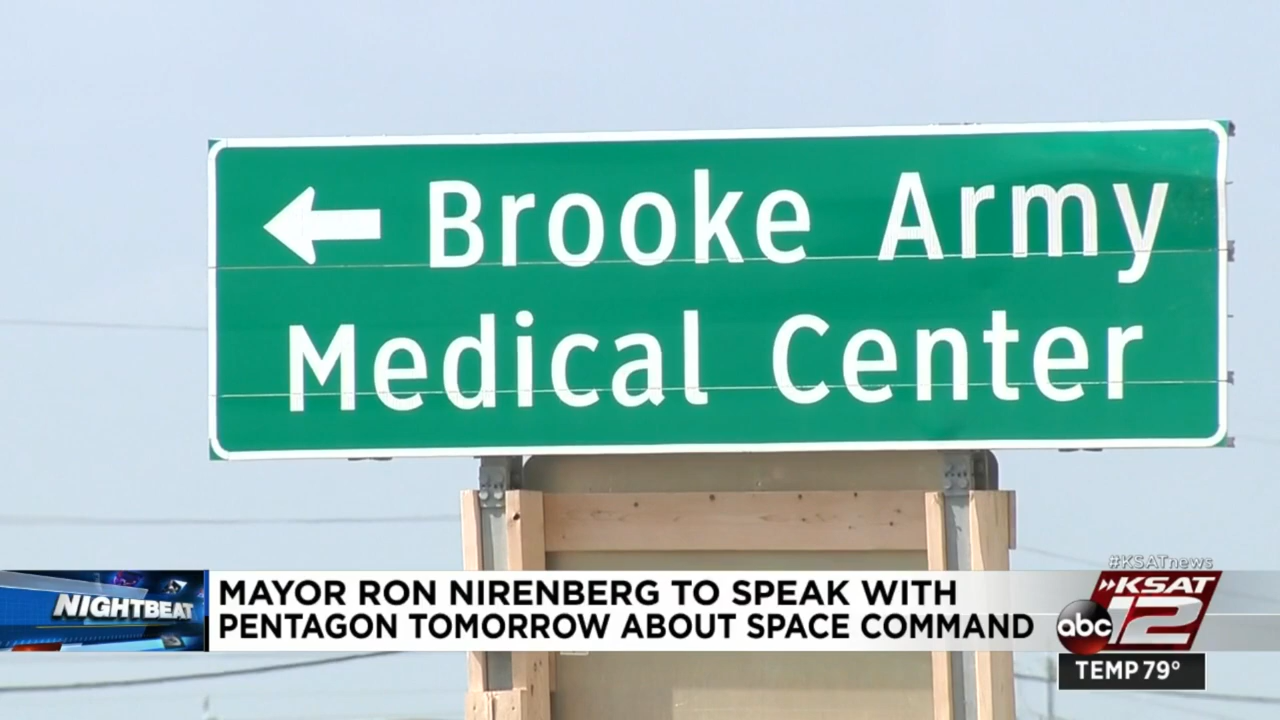 ← Brooke Army
Medical Center
#KSATnews
NIGHTBEAT
MAYOR RON NIRENBERG TO SPEAK WITH
PENTAGON TOMORROW ABOUT SPACE COMMAND
abc
KSAT
12
TEMP 79°